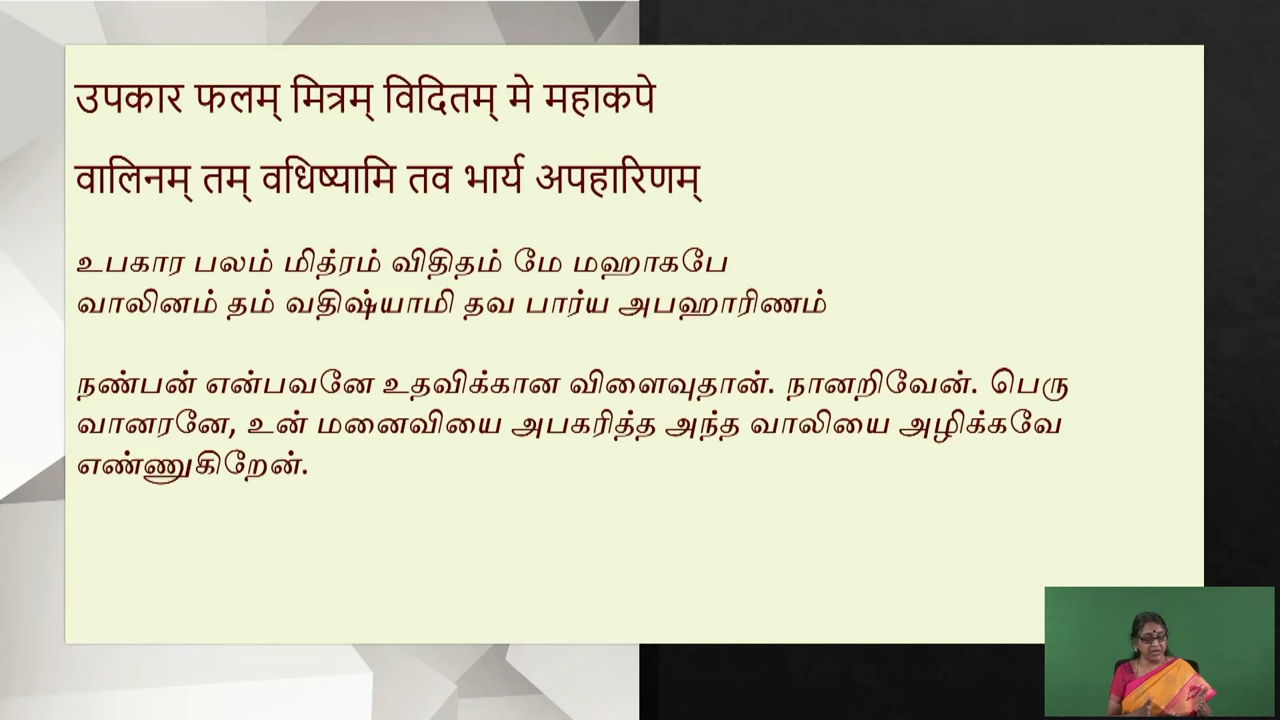 उपकार फलम् मित्रम् विदितम् मे महाकपे
वालिनम् तम् वधिष्यामि तव भार्य अपहारिणम्
உபகார பலம் மித்ரம் விதிதம் மே மஹாகபே
வாலினம் தம் வதிஷ்யாமி தவ பார்ய அபஹாரிணம்
நண்பன் என்பவனே உதவிக்கான விளைவுதான். நானறிவேன். பெரு
வானரனே, உன் மனைவியை அபகரித்த அந்த வாலியை அழிக்கவே
எண்ணுகிறேன்.